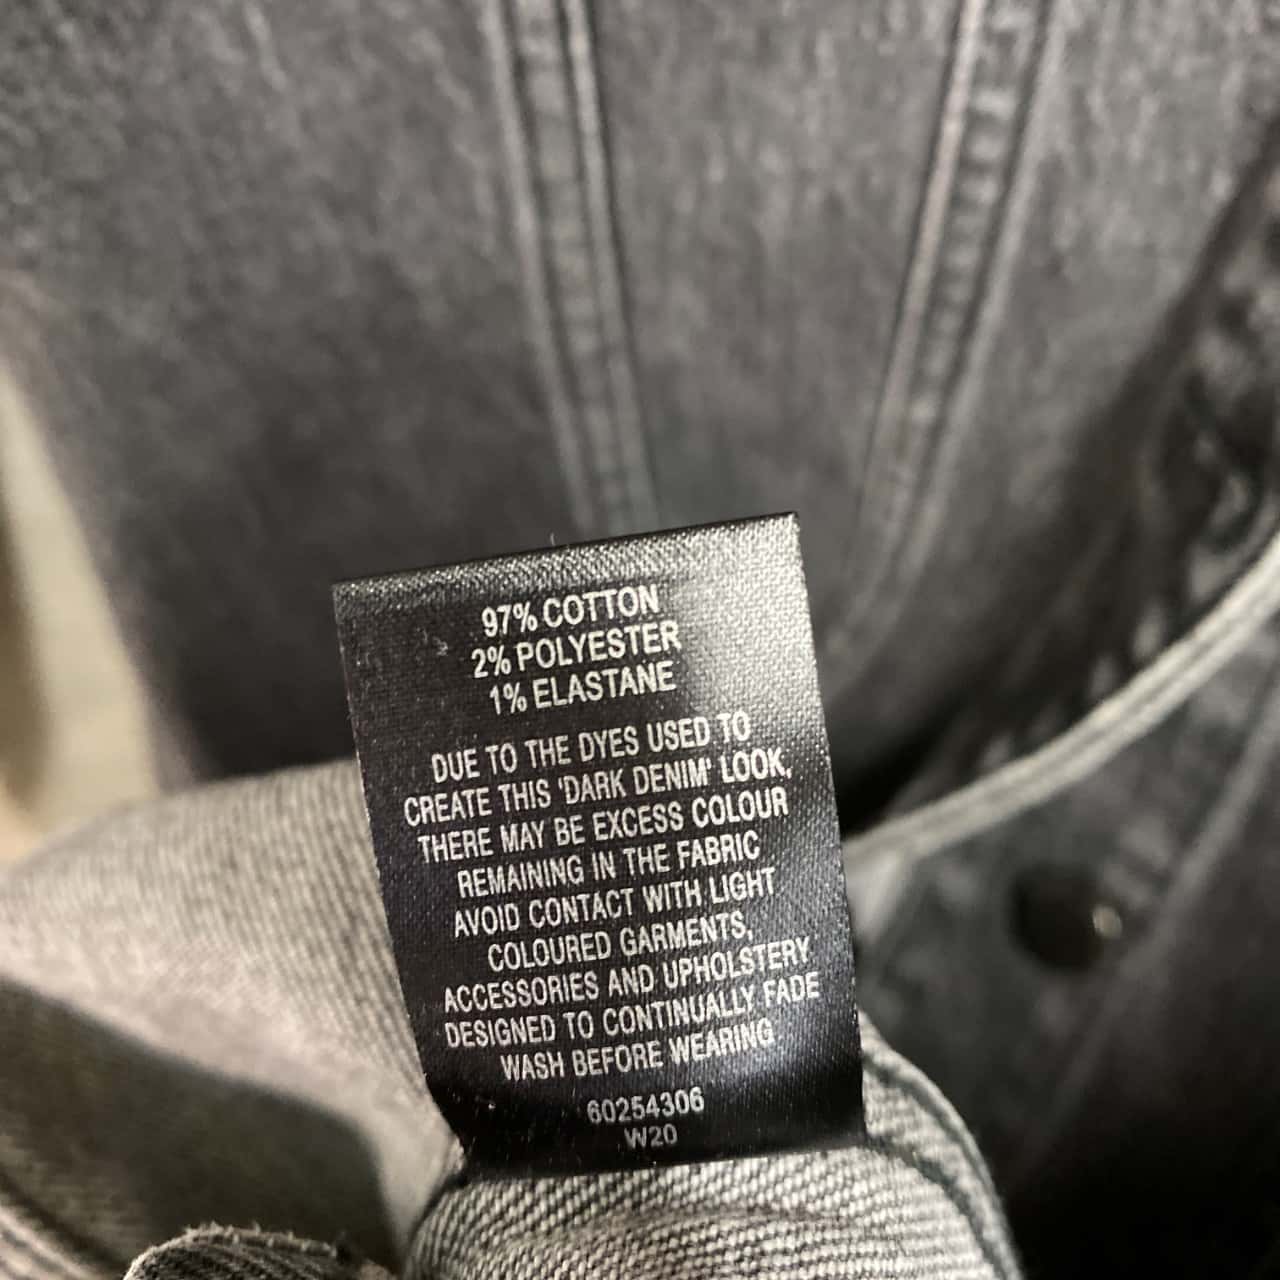 97% COTTON
2% POLYESTER
1% ELASTANE
DUE TO THE DYES USED TO
CREATE THIS 'DARK DENIM' LOOK,
THERE MAY BE EXCESS COLOUR
REMAINING IN THE FABRIC
AVOID CONTACT WITH LIGHT
COLOURED GARMENTS,
ACCESSORIES AND UPHOLSTERY
DESIGNED TO CONTINUALLY FADE
WASH BEFORE WEARING
60254306
W20